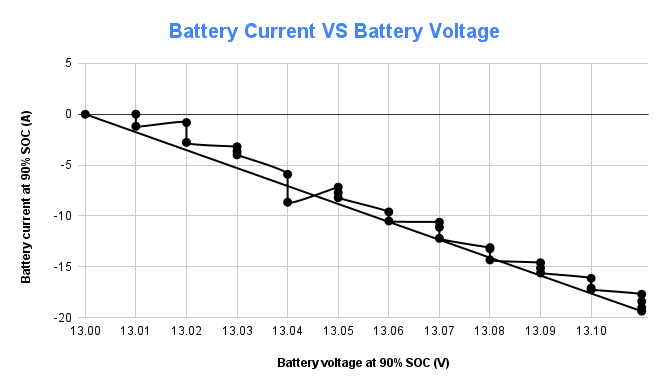 Battery Current VS Battery Voltage
Battery current at 90% SOC (A)
5
0
-5
-10
-15
-20
13.00 13.01 13.02 13.03 13.04 13.05 13.06 13.07 13.08 13.09 13.10
Battery voltage at 90% SOC (V)